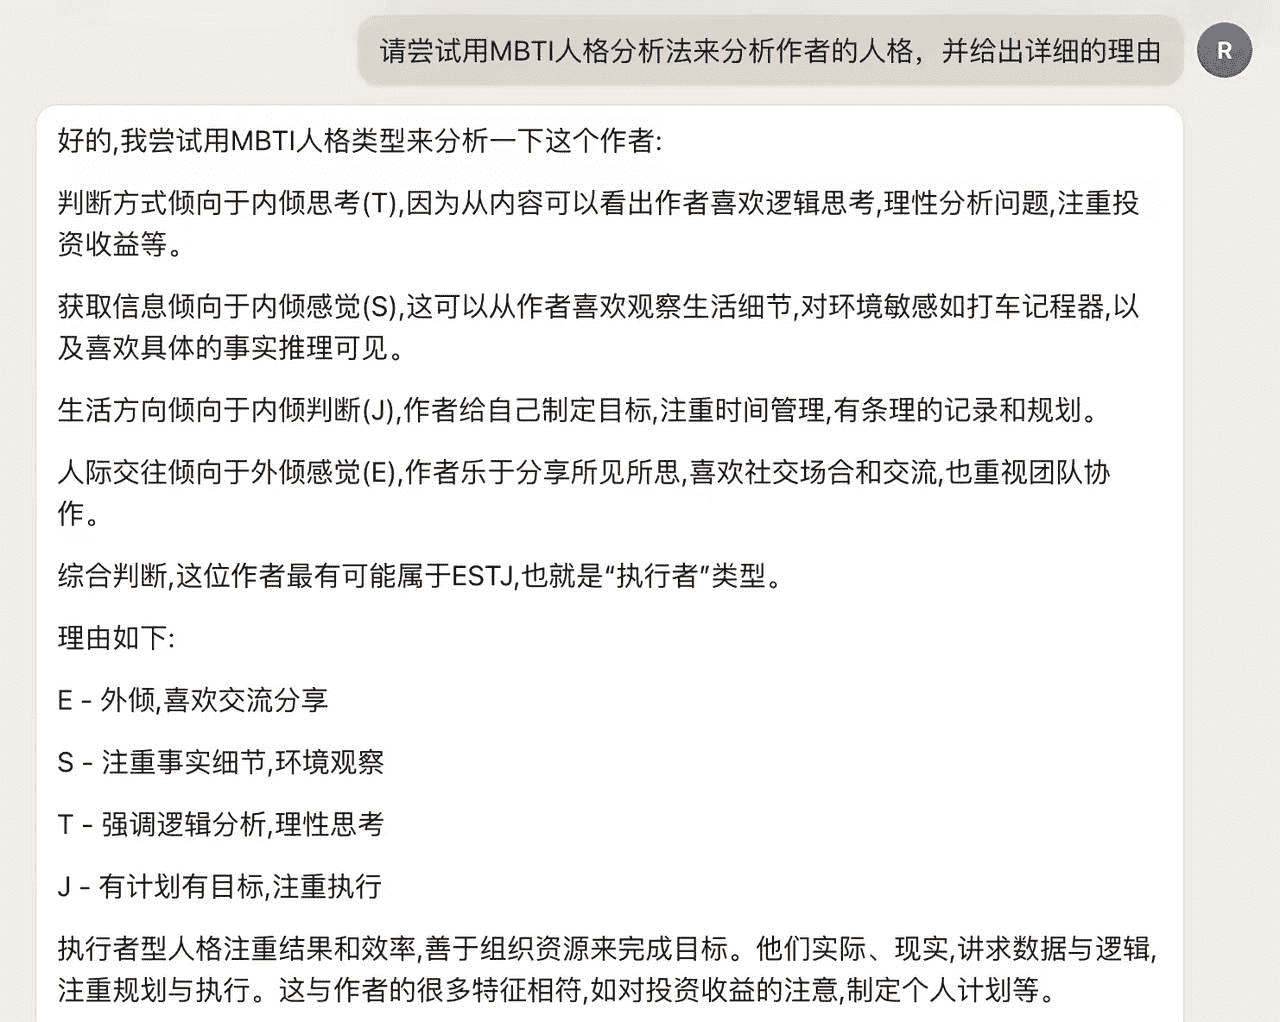 请尝试用MBTI人格分析法来分析作者的人格，并给出详细的理由
R
好的,我尝试用MBTI人格类型来分析一下这个作者:
判断方式倾向于内倾思考(T),因为从内容可以看出作者喜欢逻辑思考,理性分析问题,注重投
资收益等。
获取信息倾向于内倾感觉(S),这可以从作者喜欢观察生活细节,对环境敏感如打车记程器,以
及喜欢具体的事实推理可见。
生活方向倾向于内倾判断(J),作者给自己制定目标,注重时间管理,有条理的记录和规划。
人际交往倾向于外倾感觉(E),作者乐于分享所见所思,喜欢社交场合和交流,也重视团队协
作。
综合判断,这位作者最有可能属于ESTJ,也就是“执行者”类型。
理由如下:
E - 外倾,喜欢交流分享
S - 注重事实细节,环境观察
T - 强调逻辑分析,理性思考
J - 有计划有目标,注重执行
执行者型人格注重结果和效率,善于组织资源来完成目标。他们实际、现实,讲求数据与逻辑,
注重规划与执行。这与作者的很多特征相符,如对投资收益的注意,制定个人计划等。